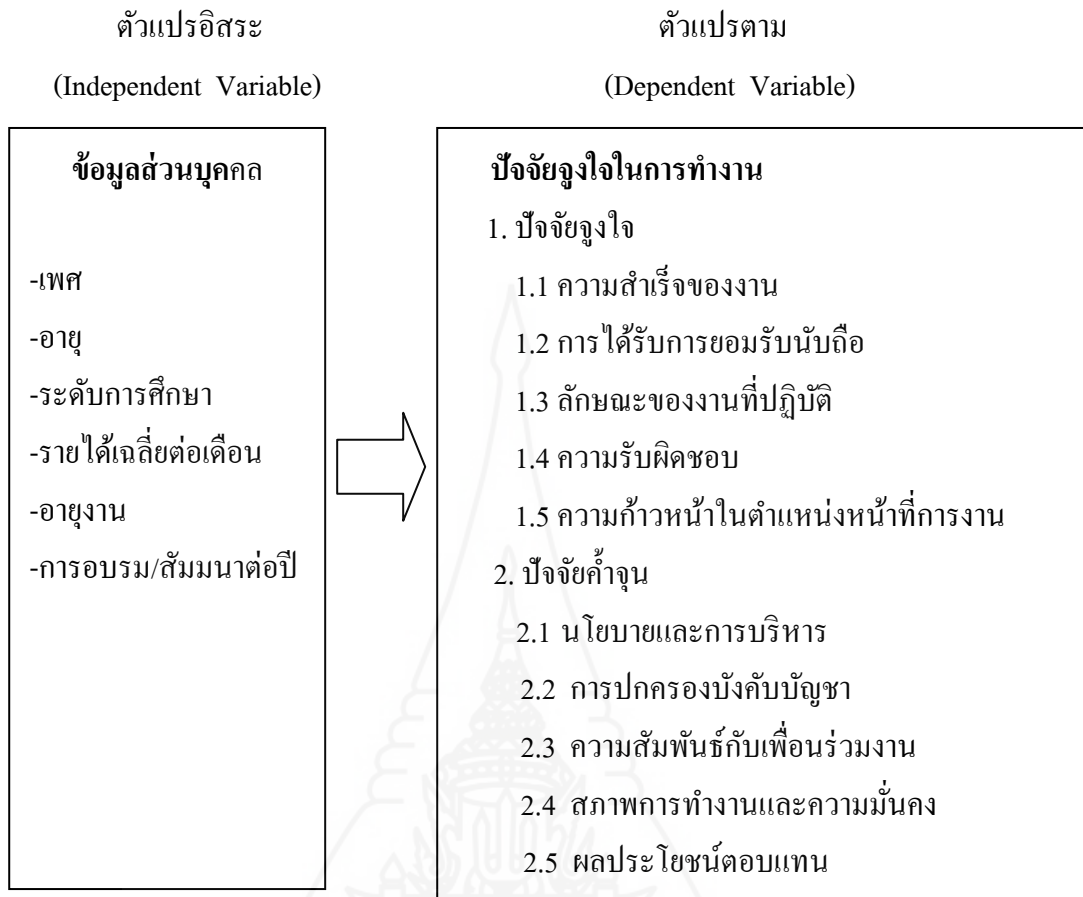 ตัวแปรอิสระ
(Independent Variable)
ข้อมูลส่วนบุคคล
-เพศ
-อายุ
-ระดับการศึกษา
-รายได้เฉลี่ยต่อเดือน
-อายุงาน
-การอบรม/สัมมนาต่อปี
ตัวแปรตาม
(Dependent Variable)
ปัจจัยจูงใจในการทำงาน
1. ปัจจัยจูงใจ
1.1 ความสำเร็จของงาน
1.2 การได้รับการยอมรับนับถือ
1.3 ลักษณะของงานที่ปฏิบัติ
1.4 ความรับผิดชอบ
1.5 ความก้าวหน้าในตำแหน่งหน้าที่การงาน
2. ปัจจัยค้ำจุน
2.1 นโยบายและการบริหาร
2.2 การปกครองบังคับบัญชา
2.3 ความสัมพันธ์กับเพื่อนร่วมงาน
2.4 สภาพการทำงานและความมั่นคง
2.5 ผลประโยชน์ตอบแทน